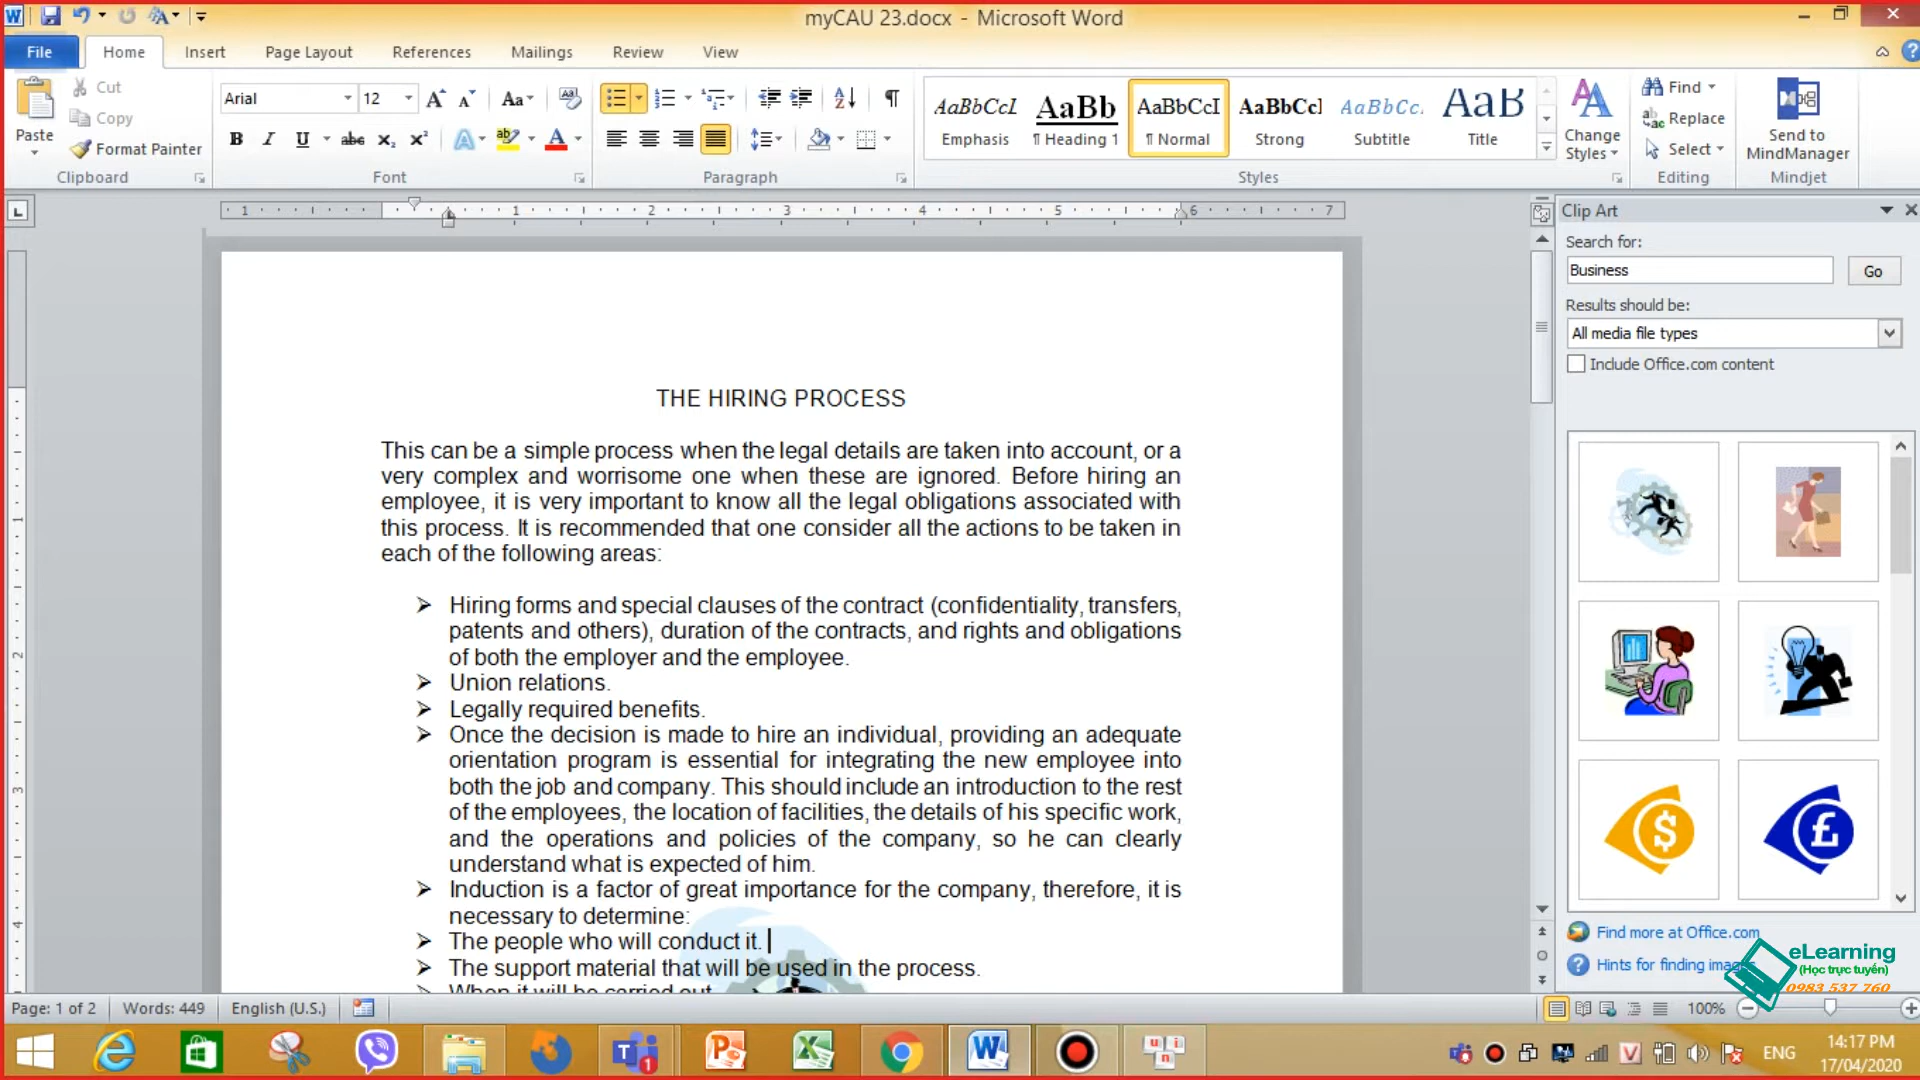 myCAU 23.docx - Microsoft Word
File Home Insert Page Layout References Mailings Review View
Paste
Cut
Copy
Format Painter
Clipboard
Arial 12
Font
Paragraph
AaBbCcI AaBb AaBbCcI AaBbCcI AaBbCc. AaB
Emphasis ¶ Heading 1 ¶ Normal Strong Subtitle Title
Change Styles
Styles
Find
Replace
Select
Editing
Send to MindManager
Mindjet
1 1 2 3 4 5 6 7
THE HIRING PROCESS
This can be a simple process when the legal details are taken into account, or a
very complex and worrisome one when these are ignored. Before hiring an
employee, it is very important to know all the legal obligations associated with
this process. It is recommended that one consider all the actions to be taken in
each of the following areas:
➢ Hiring forms and special clauses of the contract (confidentiality, transfers,
patents and others), duration of the contracts, and rights and obligations
of both the employer and the employee.
➢ Union relations.
➢ Legally required benefits.
➢ Once the decision is made to hire an individual, providing an adequate
orientation program is essential for integrating the new employee into
both the job and company. This should include an introduction to the rest
of the employees, the location of facilities, the details of his specific work,
and the operations and policies of the company, so he can clearly
understand what is expected of him.
➢ Induction is a factor of great importance for the company, therefore, it is
necessary to determine:
➢ The people who will conduct it.
➢ The support material that will be used in the process.
➢ When it will be carried out.
Clip Art
Search for:
Business Go
Results should be:
All media file types
Include Office.com content
Find more at Office.com
Hints for finding images
eLearning
(Học trực tuyến)
0983 537 760
Page: 1 of 2 Words: 449 English (U.S.) 100%
ENG
14:17 PM
17/04/2020